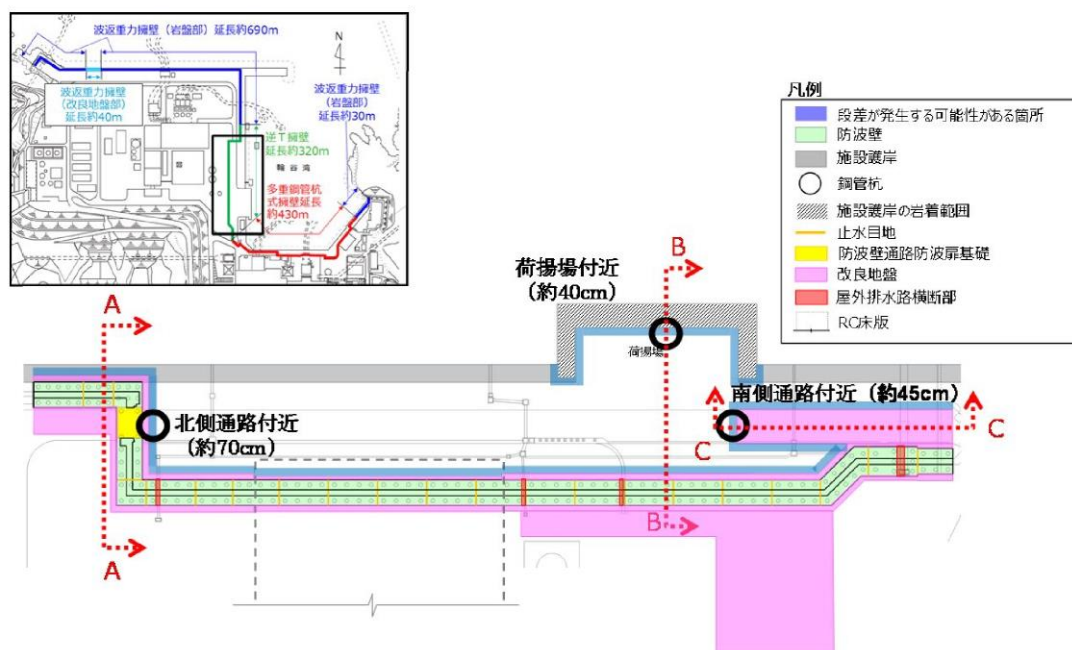 波返重力擁壁（岩盤部）延長約690m
N
波返重力擁壁
（改良地盤部）
延長約40m
波返重力擁壁
（岩盤部）
延長約30m
逆T擁壁
延長約320m
輪谷湾
多重鋼管杭
式擁壁延長
約430m
凡例
段差が発生する可能性がある箇所
防波壁
施設護岸
鋼管杭
施設護岸の岩着範囲
止水目地
防波壁通路防波扉基礎
改良地盤
屋外排水路横断部
RC床版
A
荷揚場付近
（約40cm）
B
荷揚場
北側通路付近
（約70cm）
南側通路付近（約45cm）
C
C
B
A